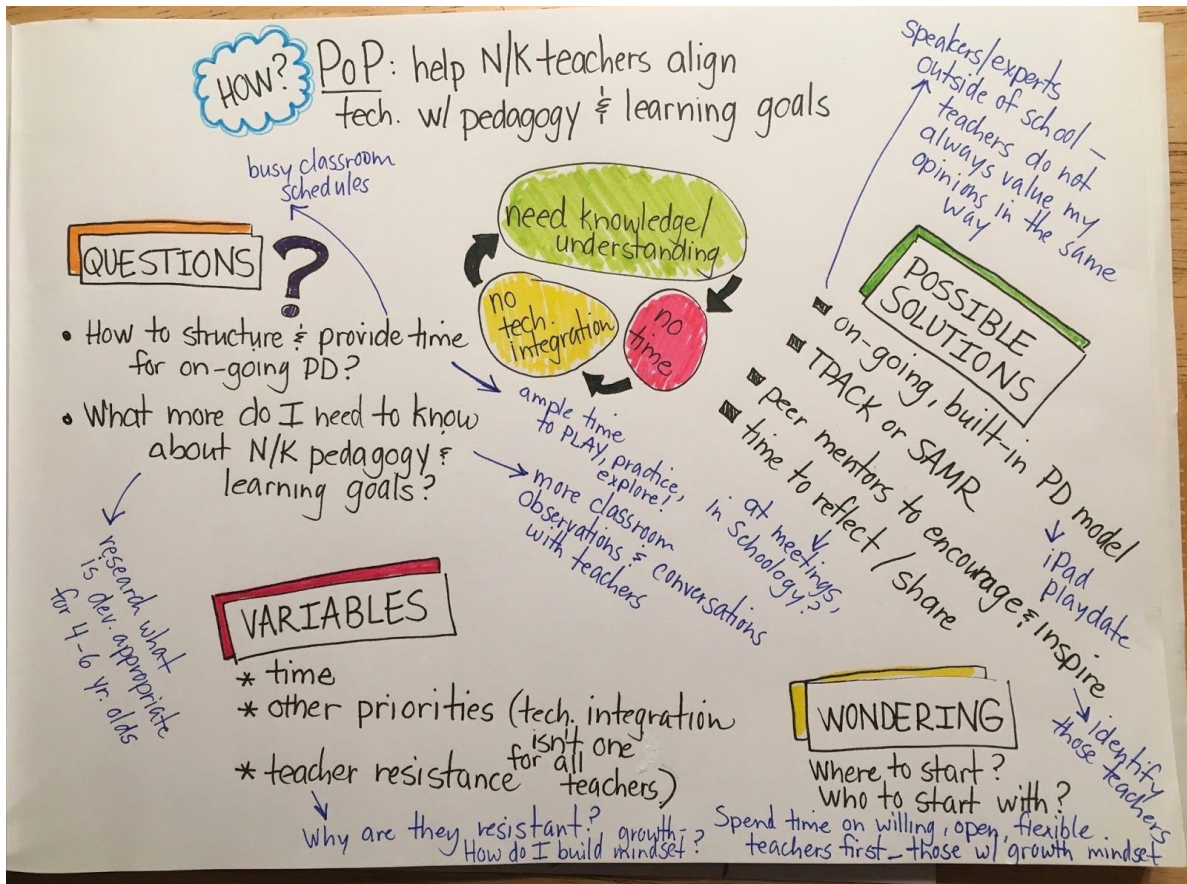 HOW?
PoP: help N/K teachers align
tech. w/ pedagogy & learning goals
busy classroom
schedules
speakers/experts
outside of school –
teachers do not
always value my
opinions in the same
way
need knowledge/
understanding
no
time
no
tech.
integration
QUESTIONS ?
• How to structure & provide time
for on-going PD?
• What more do I need to know
about N/K pedagogy &
learning goals?
ample time
to PLAY, practice,
explore!
more classroom
observations &
conversations
with teachers
research what
is dev. appropriate
for 4-6 yr. olds
POSSIBLE
SOLUTIONS
on-going, built-in PD model
TPACK or SAMR
peer mentors to encourage & inspire
time to reflect / share
iPad
playdate
at meetings,
in Schoology?
identify
those teachers
VARIABLES
* time
* other priorities (tech. integration
isn't one
for all
teachers)
* teacher resistance
Why are they resistant?
How do I build growth-
mindset?
WONDERING
Where to start?
Who to start with?
Spend time on willing, open, flexible
teachers first – those w/ growth mindset